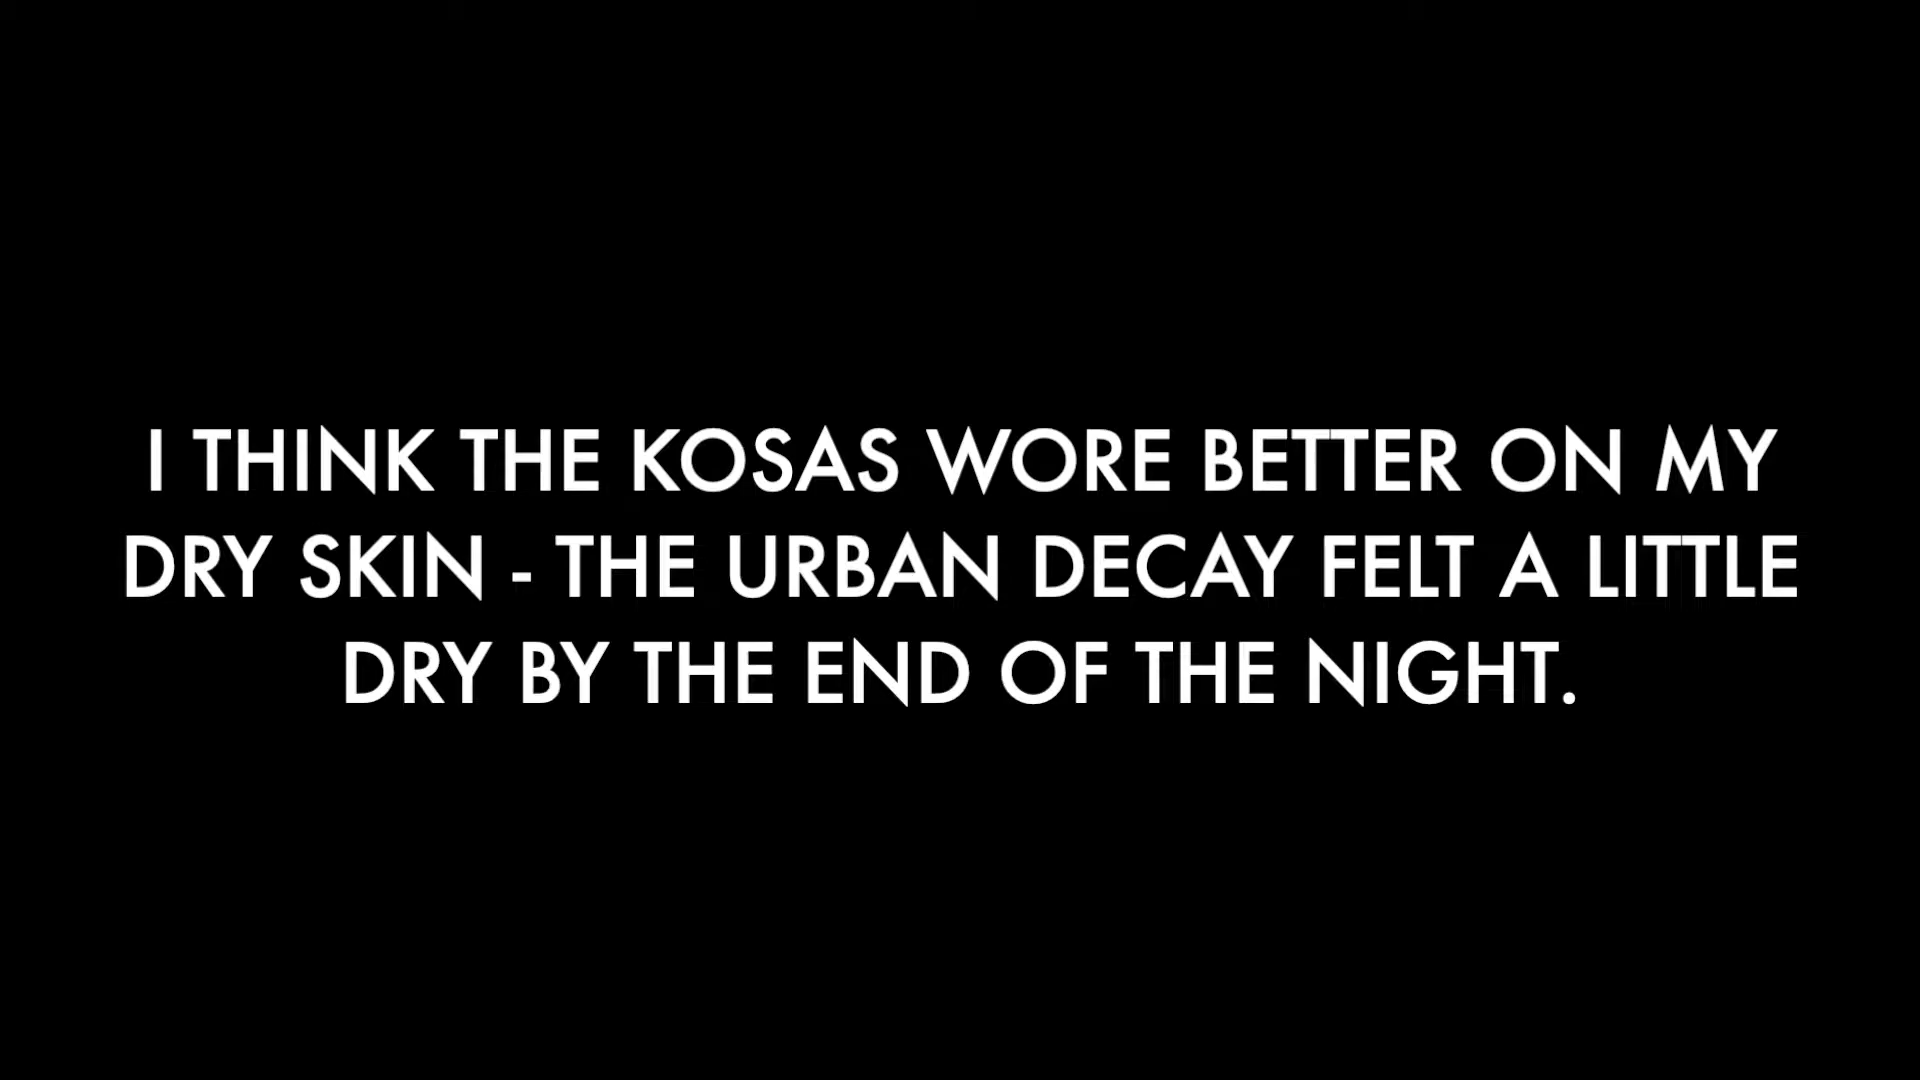 I THINK THE KOSAS WORE BETTER ON MY
DRY SKIN - THE URBAN DECAY FELT A LITTLE
DRY BY THE END OF THE NIGHT.